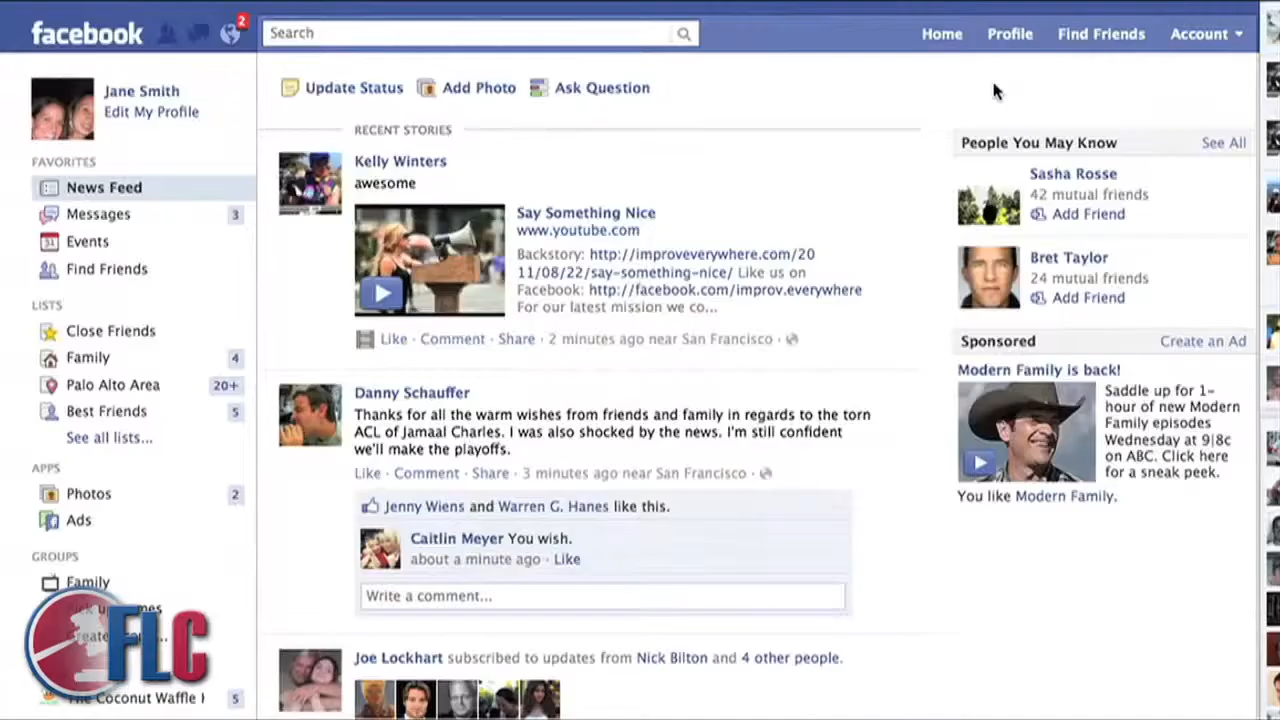 facebook
2
Search
Home
Profile
Find Friends
Account
Jane Smith
Edit My Profile
FAVORITES
News Feed
Messages 3
Events
Find Friends
LISTS
Close Friends
Family 4
Palo Alto Area 20+
Best Friends 5
See all lists...
APPS
Photos 2
Ads
GROUPS
Family
FLC
The Coconut Waffle 5
Update Status
Add Photo
Ask Question
RECENT STORIES
Kelly Winters
awesome
Say Something Nice
www.youtube.com
Backstory: http://improveverywhere.com/20
11/08/22/say-something-nice/ Like us on
Facebook: http://facebook.com/improv.everywhere
For our latest mission we co...
Like · Comment · Share · 2 minutes ago near San Francisco ·
Danny Schauffer
Thanks for all the warm wishes from friends and family in regards to the torn
ACL of Jamaal Charles. I was also shocked by the news. I'm still confident
we'll make the playoffs.
Like · Comment · Share · 3 minutes ago near San Francisco ·
Jenny Wiens and Warren G. Hanes like this.
Caitlin Meyer You wish.
about a minute ago · Like
Write a comment...
Joe Lockhart subscribed to updates from Nick Bilton and 4 other people.
People You May Know
See All
Sasha Rosse
42 mutual friends
Add Friend
Bret Taylor
24 mutual friends
Add Friend
Sponsored
Create an Ad
Modern Family is back!
Saddle up for 1-
hour of new Modern
Family episodes
Wednesday at 9|8c
on ABC. Click here
for a sneak peek.
You like Modern Family.